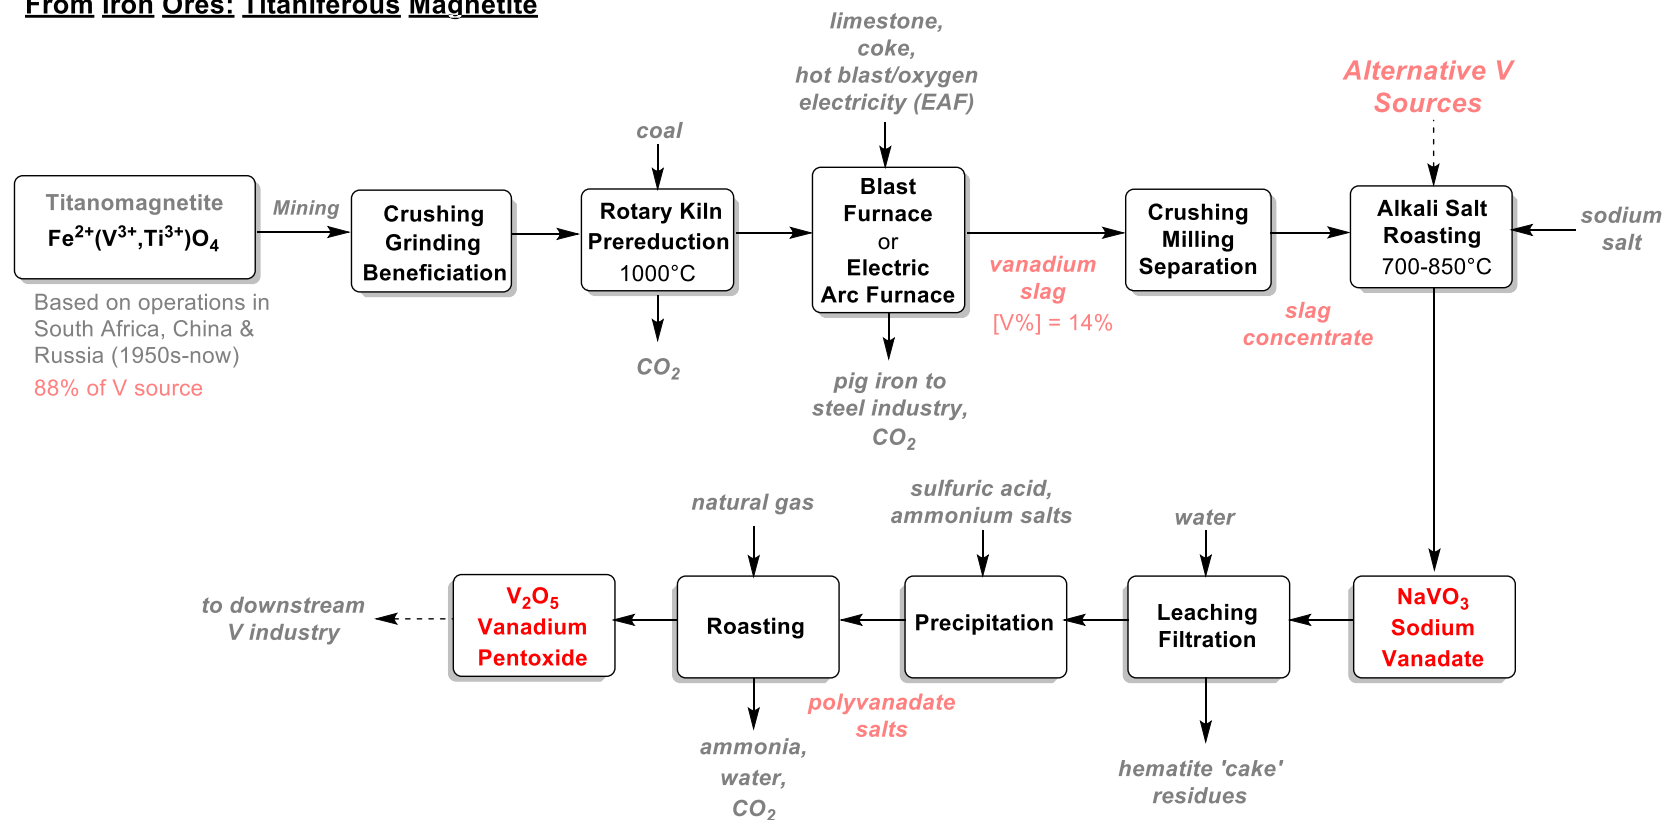 From Iron Ores: Titaniferous Magnetite
limestone,
coke,
hot blast/oxygen
electricity (EAF)
Alternative V
Sources
coal
Titanomagnetite
Fe²⁺(V³⁺,Ti³⁺)O₄
Mining
Crushing
Grinding
Beneficiation
Rotary Kiln
Prereduction
1000°C
Blast
Furnace
or
Electric
Arc Furnace
vanadium
slag
[V%] = 14%
Crushing
Milling
Separation
slag
concentrate
Alkali Salt
Roasting
700-850°C
sodium
salt
Based on operations in
South Africa, China &
Russia (1950s-now)
88% of V source
CO₂
pig iron to
steel industry,
CO₂
natural gas
sulfuric acid,
ammonium salts
water
to downstream
V industry
V₂O₅
Vanadium
Pentoxide
Roasting
Precipitation
Leaching
Filtration
NaVO₃
Sodium
Vanadate
polyvanadate
salts
ammonia,
water,
CO₂
hematite 'cake'
residues